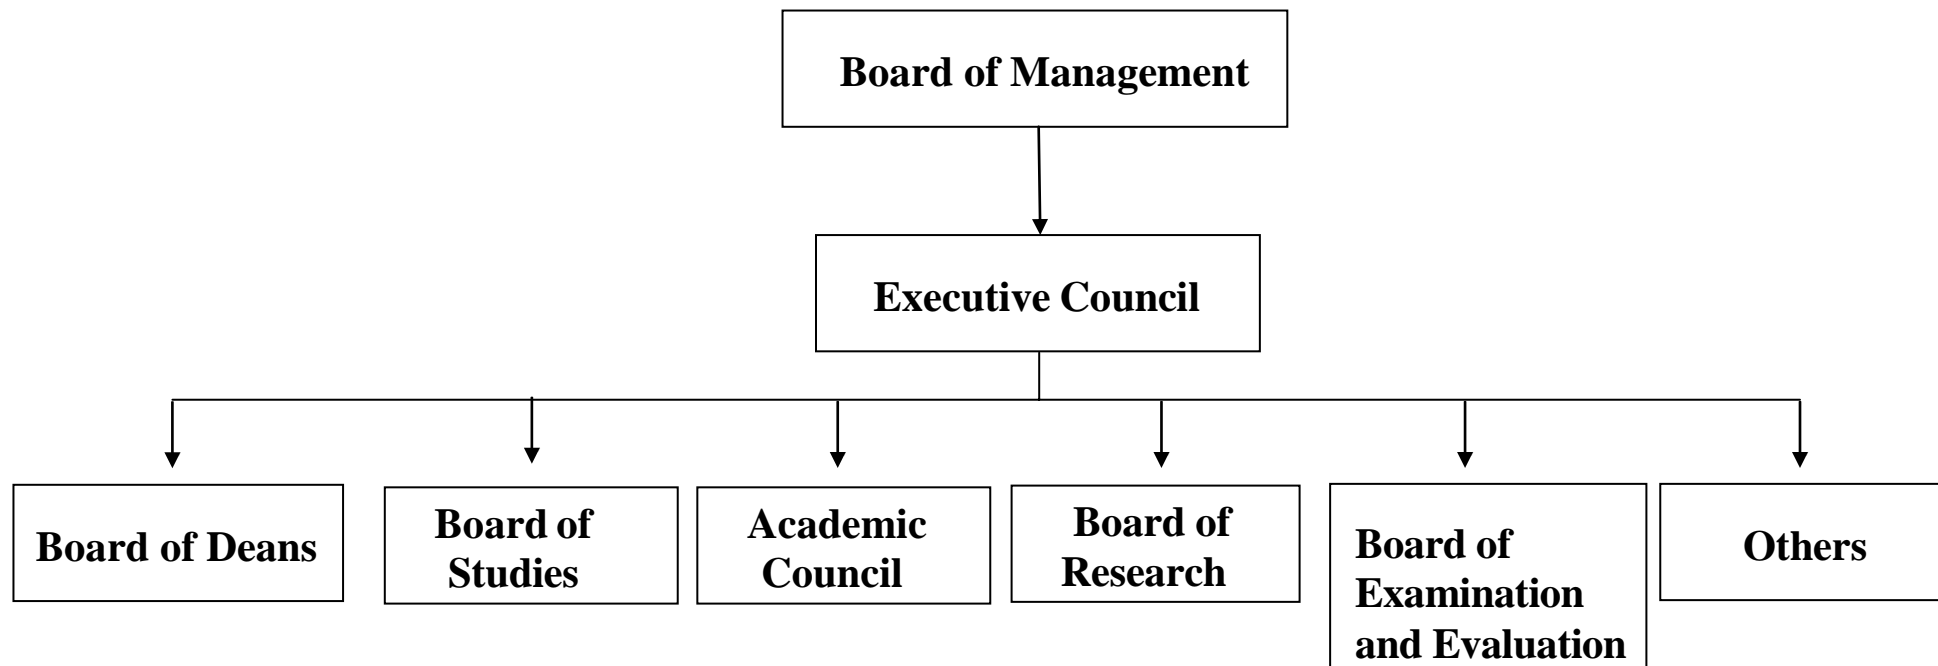 Board of Management
Executive Council
Board of Deans
Board of
Studies
Academic
Council
Board of
Research
Board of
Examination
and Evaluation
Others